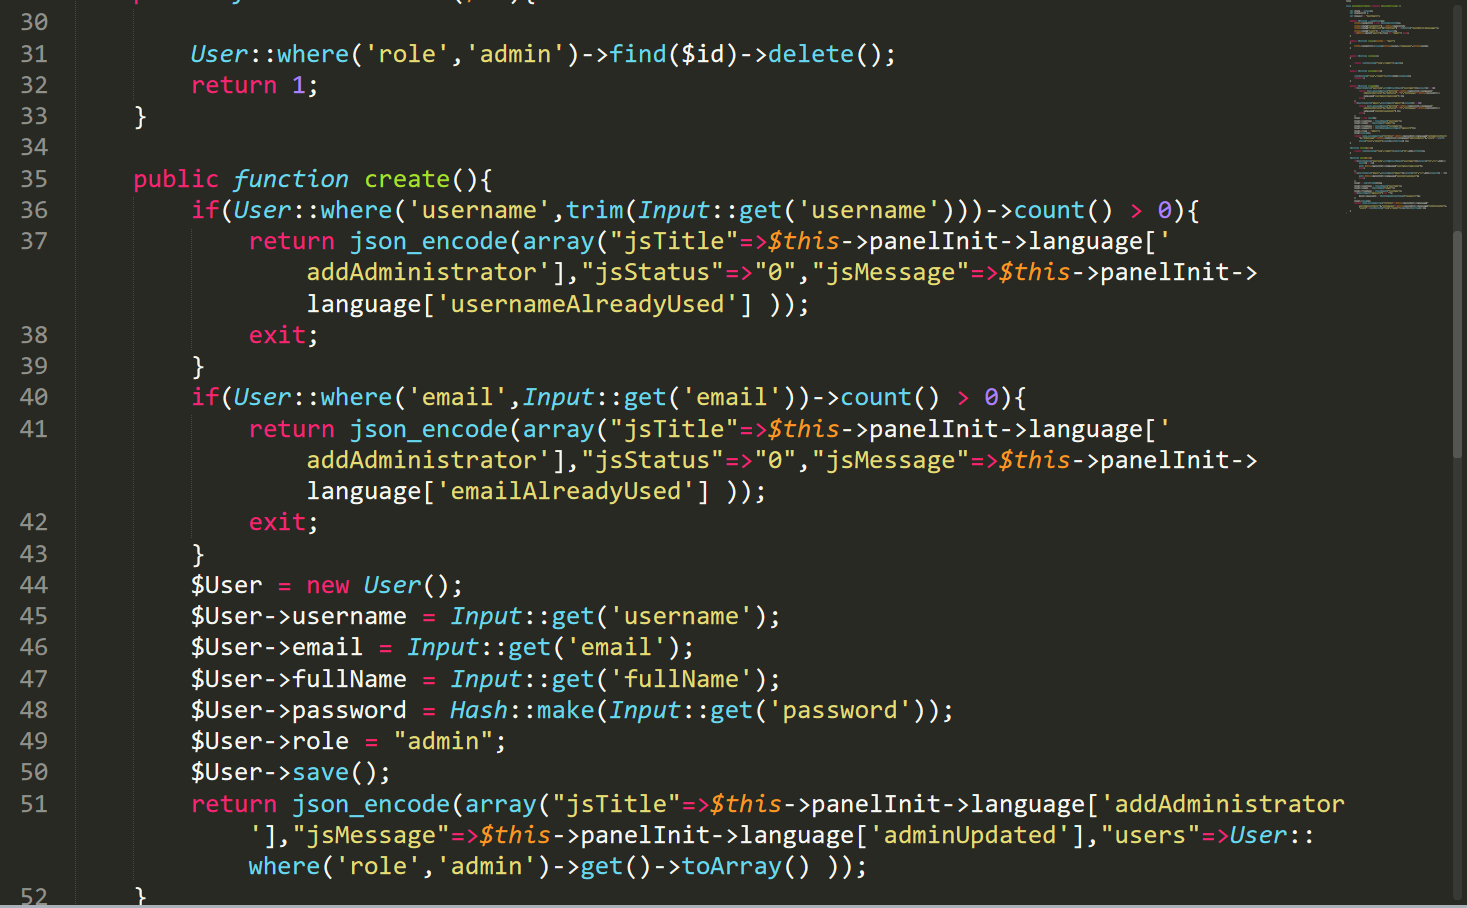 30
31 User::where('role','admin')->find($id)->delete();
32 return 1;
33 }
34
35 public function create(){
36 if(User::where('username',trim(Input::get('username')))->count() > 0){
37 return json_encode(array("jsTitle"=>$this->panelInit->language['
addAdministrator'],"jsStatus"=>"0","jsMessage"=>$this->panelInit->
language['usernameAlreadyUsed'] ));
38 exit;
39 }
40 if(User::where('email',Input::get('email'))->count() > 0){
41 return json_encode(array("jsTitle"=>$this->panelInit->language['
addAdministrator'],"jsStatus"=>"0","jsMessage"=>$this->panelInit->
language['emailAlreadyUsed'] ));
42 exit;
43 }
44 $User = new User();
45 $User->username = Input::get('username');
46 $User->email = Input::get('email');
47 $User->fullName = Input::get('fullName');
48 $User->password = Hash::make(Input::get('password'));
49 $User->role = "admin";
50 $User->save();
51 return json_encode(array("jsTitle"=>$this->panelInit->language['addAdministrator
'],"jsMessage"=>$this->panelInit->language['adminUpdated'],"users"=>User::
where('role','admin')->get()->toArray() ));
52 }